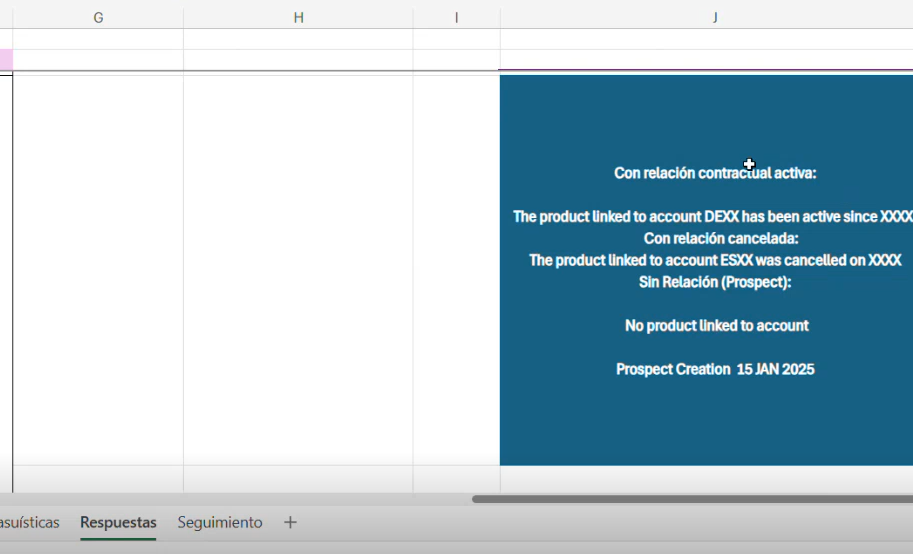 G H I J
Con relación contractual activa:
The product linked to account DEXX has been active since XXXX
Con relación cancelada:
The product linked to account ESXX was cancelled on XXXX
Sin Relación (Prospect):
No product linked to account
Prospect Creation 15 JAN 2025
asuísticas Respuestas Seguimiento +